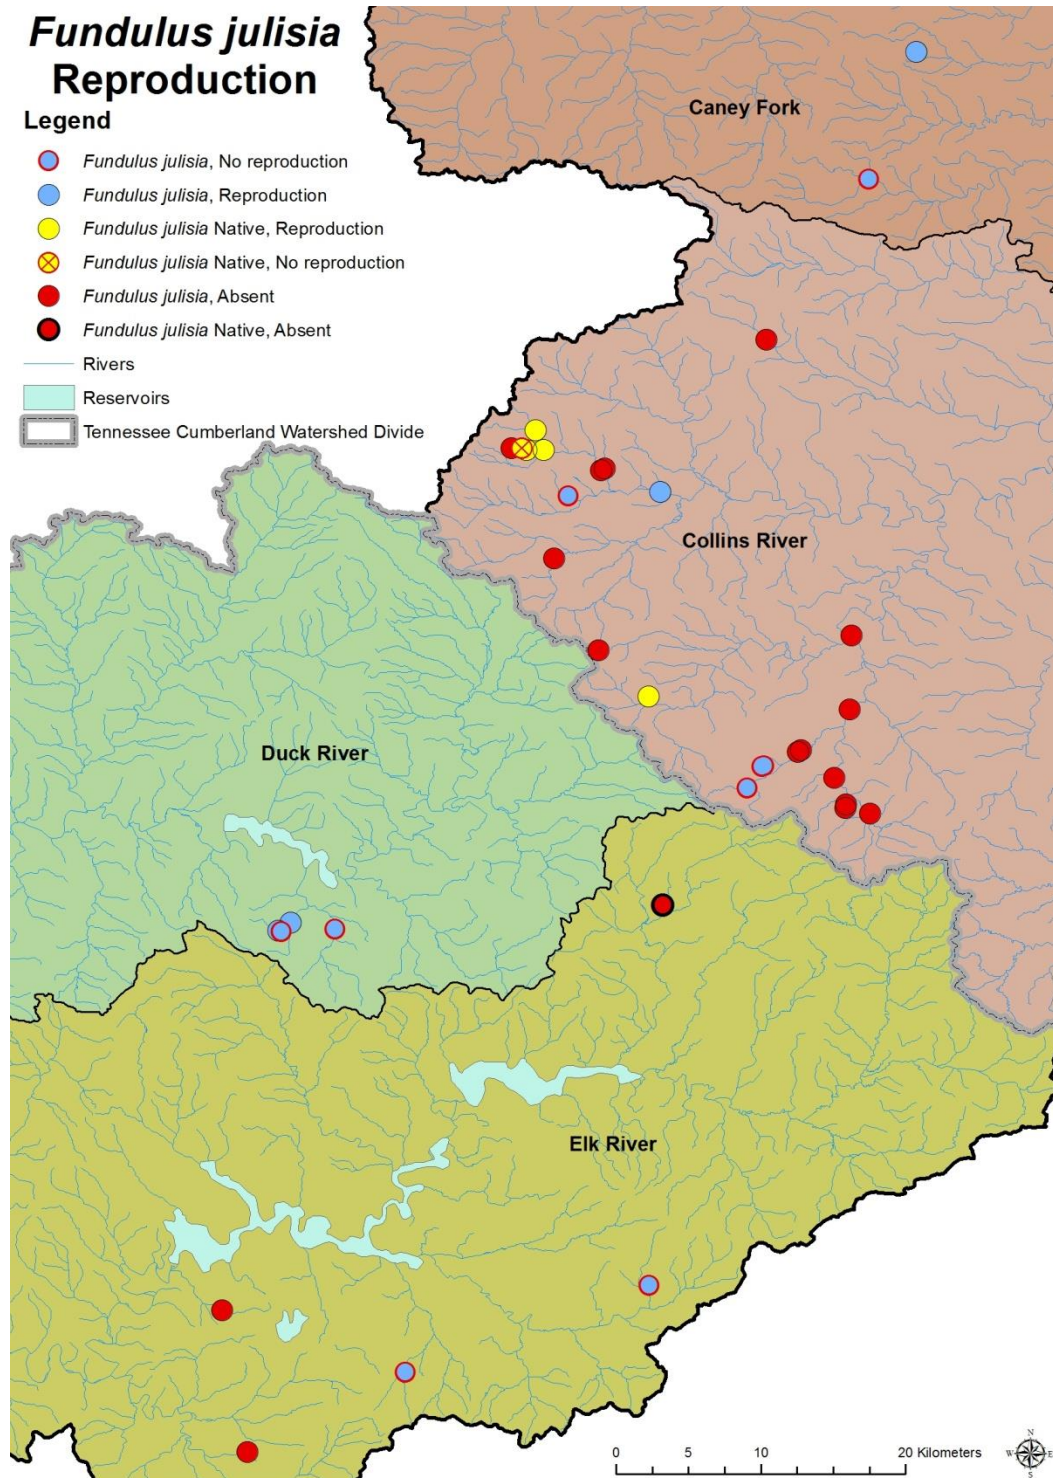 Fundulus julisia
Reproduction
Legend
Fundulus julisia, No reproduction
Fundulus julisia, Reproduction
Fundulus julisia Native, Reproduction
Fundulus julisia Native, No reproduction
Fundulus julisia, Absent
Fundulus julisia Native, Absent
Rivers
Reservoirs
Tennessee Cumberland Watershed Divide
Caney Fork
Collins River
Duck River
Elk River
0 5 10 20 Kilometers
N
W E
S